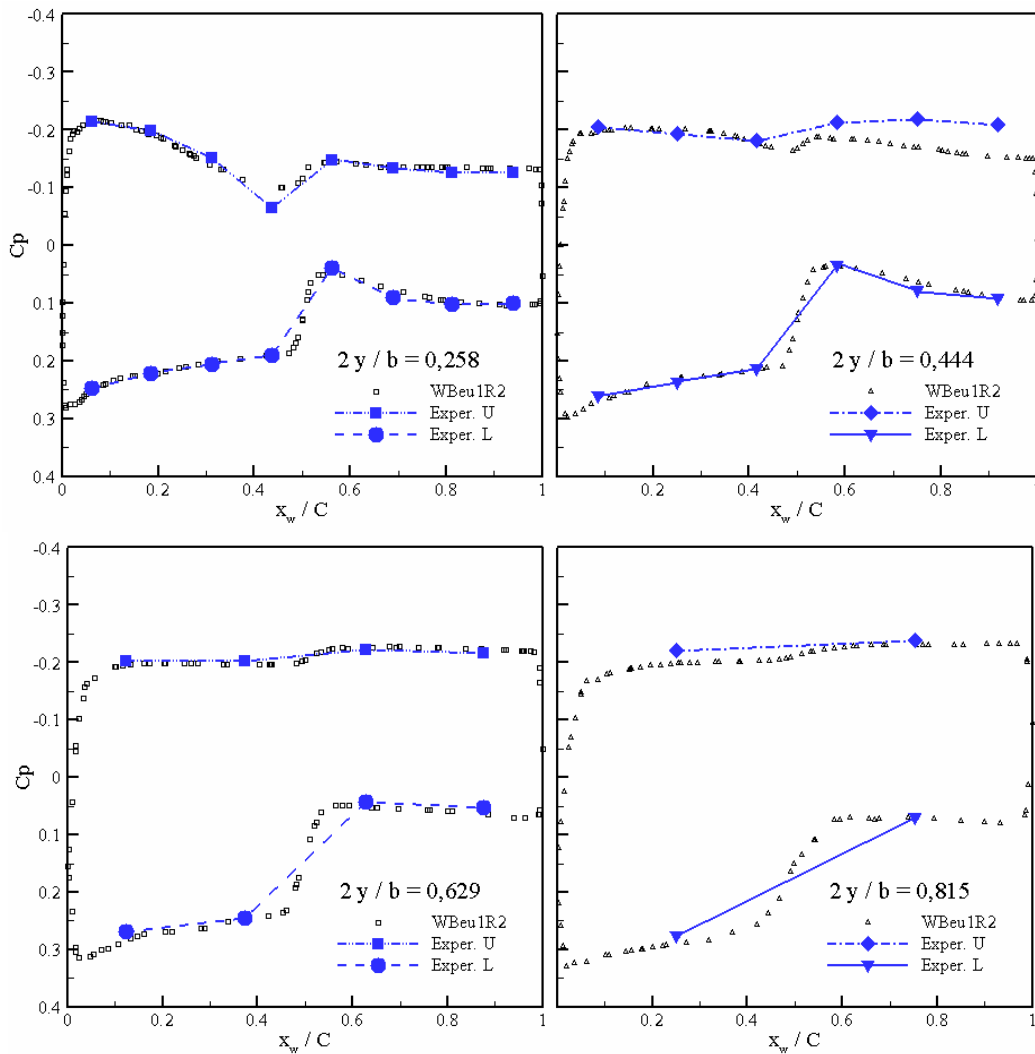 -0.4
-0.3
-0.2
-0.1
0
0.1
0.2
0.3
0.4
Cp
2 y / b = 0,258
WBeu1R2
Exper. U
Exper. L
0 0.2 0.4 0.6 0.8 1
x_w / C
2 y / b = 0,444
WBeu1R2
Exper. U
Exper. L
0.2 0.4 0.6 0.8 1
x_w / C
-0.4
-0.3
-0.2
-0.1
0
0.1
0.2
0.3
0.4
Cp
2 y / b = 0,629
WBeu1R2
Exper. U
Exper. L
0 0.2 0.4 0.6 0.8 1
x_w / C
2 y / b = 0,815
WBeu1R2
Exper. U
Exper. L
0.2 0.4 0.6 0.8 1
x_w / C